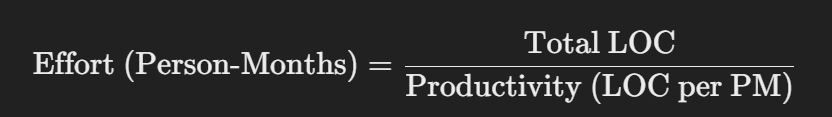 Effort (Person-Months) = Total LOC / Productivity (LOC per PM)